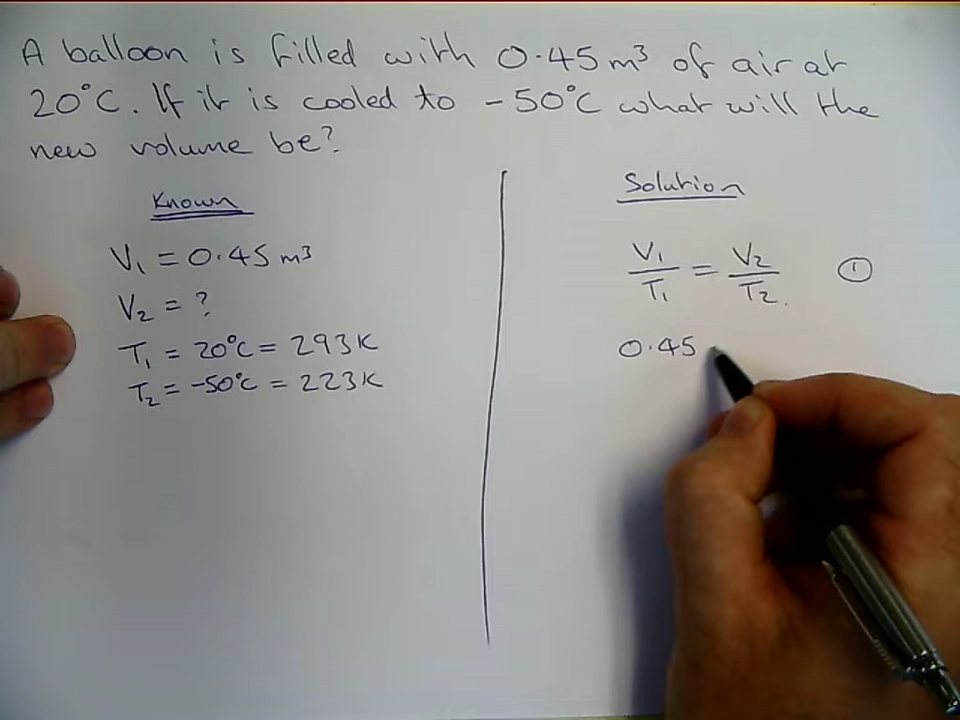 A balloon is filled with 0.45 m³ of air at
20°C. If it is cooled to -50°C what will the
new volume be?
Known
V₁ = 0.45 m³
V₂ = ?
T₁ = 20°C = 293K
T₂ = -50°C = 223K
Solution
V₁/T₁ = V₂/T₂. ①
0.45